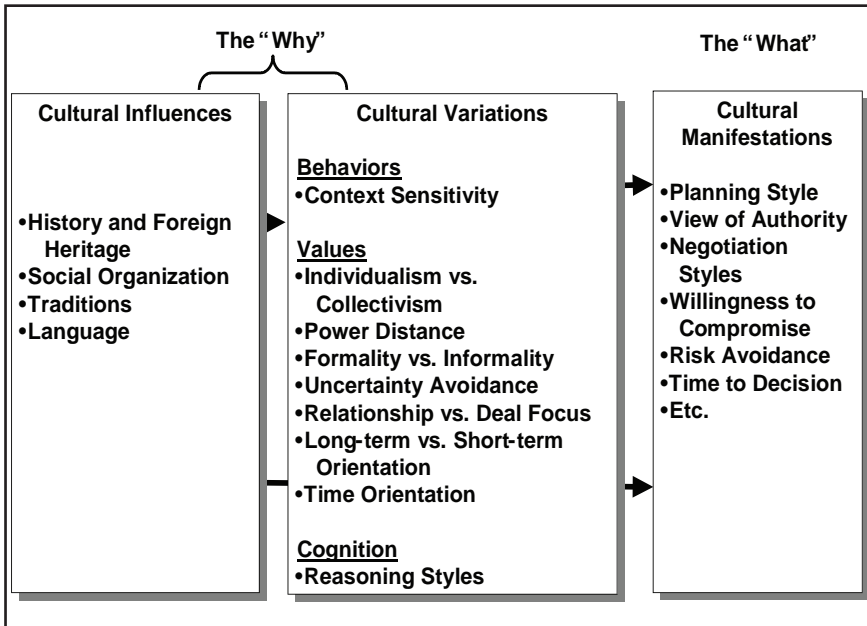 The “Why”
The “What”
Cultural Influences
•History and Foreign
Heritage
•Social Organization
•Traditions
•Language
Cultural Variations
Behaviors
•Context Sensitivity
Values
•Individualism vs.
Collectivism
•Power Distance
•Formality vs. Informality
•Uncertainty Avoidance
•Relationship vs. Deal Focus
•Long-term vs. Short-term
Orientation
•Time Orientation
Cognition
•Reasoning Styles
Cultural
Manifestations
•Planning Style
•View of Authority
•Negotiation
Styles
•Willingness to
Compromise
•Risk Avoidance
•Time to Decision
•Etc.